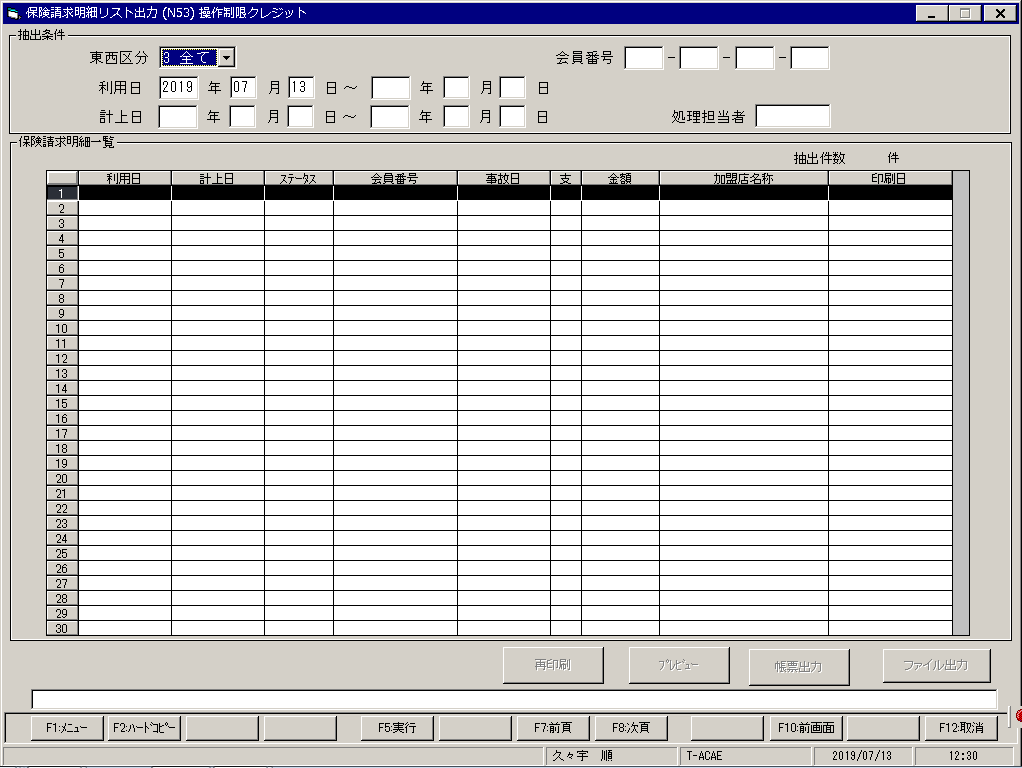 保険請求明細リスト出力 (N53) 操作制限クレジット
抽出条件
東西区分 3 全て 会員番号 - - -
利用日 2019 年 07 月 13 日 ～ 年 月 日
計上日 年 月 日 ～ 年 月 日 処理担当者
保険請求明細一覧
抽出件数 件
利用日 計上日 ｽﾃｰﾀｽ 会員番号 事故日 支 金額 加盟店名称 印刷日
1
2
3
4
5
6
7
8
9
10
11
12
13
14
15
16
17
18
19
20
21
22
23
24
25
26
27
28
29
30
再印刷 ﾌﾟﾚﾋﾞｭｰ 帳票出力 ファイル出力
F1:ﾒﾆｭｰ F2:ﾊｰﾄﾞｺﾋﾟｰ F5:実行 F7:前頁 F8:次頁 F10:前画面 F12:取消
久々宇 順 T-ACAE 2019/07/13 12:30